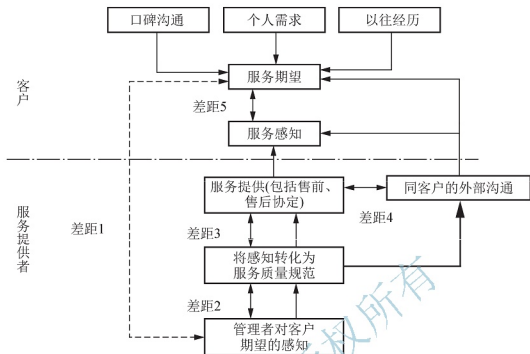 口碑沟通
个人需求
以往经历
服务期望
客户
差距5
服务感知
服务提供(包括售前、
售后协定)
同客户的外部沟通
差距4
服务提供者
差距1
差距3
将感知转化为
服务质量规范
差距2
管理者对客户
期望的感知
权所有